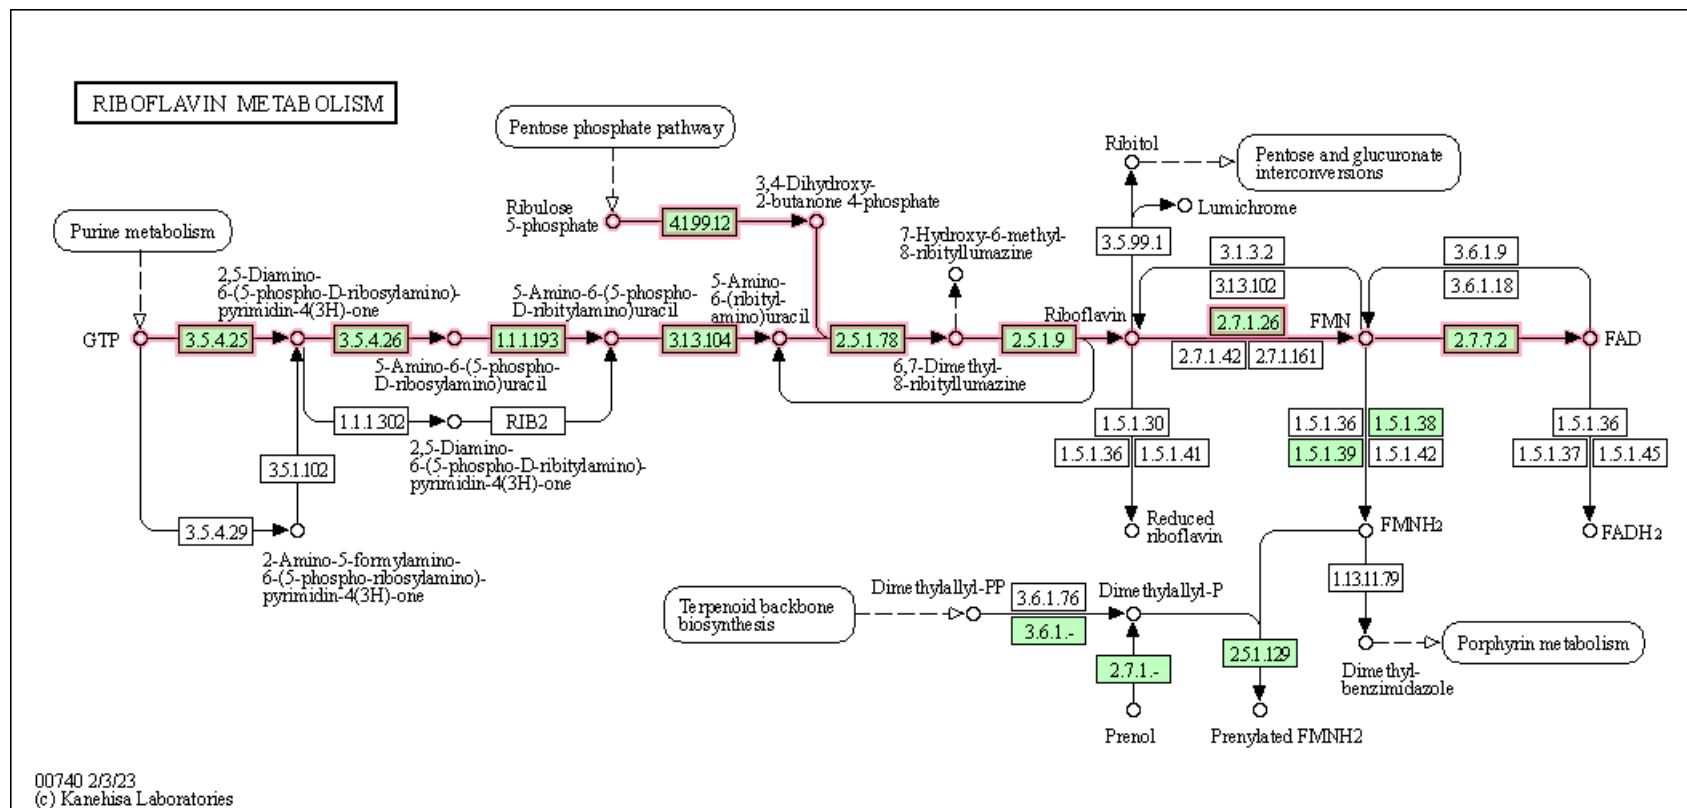 RIBOFLAVIN METABOLISM
Pentose phosphate pathway
Ribitol
Pentose and glucuronate
interconversions
3,4-Dihydroxy-
2-butanone 4-phosphate
Ribulose
5-phosphate
4.1.99.12
Lumichrome
Purine metabolism
7-Hydroxy-6-methyl-
8-ribityllumazine
3.5.99.1
3.1.3.2
3.6.1.9
2,5-Diamino-
6-(5-phospho-D-ribosylamino)-
pyrimidin-4(3H)-one
5-Amino-6-(5-phospho-
D-ribitylamino)uracil
5-Amino-
6-(ribityl-
amino)uracil
3.1.3.102
3.6.1.18
Riboflavin
2.7.1.26
FMN
GTP
3.5.4.25
3.5.4.26
1.1.1.193
3.1.3.104
2.5.1.78
2.5.1.9
2.7.7.2
FAD
2.7.1.42
2.7.1.161
5-Amino-6-(5-phospho-
D-ribosylamino)uracil
6,7-Dimethyl-
8-ribityllumazine
1.1.1.302
RIB2
1.5.1.30
1.5.1.36
1.5.1.41
1.5.1.36
1.5.1.38
1.5.1.39
1.5.1.42
1.5.1.36
1.5.1.37
1.5.1.45
2,5-Diamino-
6-(5-phospho-D-ribitylamino)-
pyrimidin-4(3H)-one
3.5.1.102
3.5.4.29
Reduced
riboflavin
FMNH2
FADH2
2-Amino-5-formylamino-
6-(5-phospho-ribosylamino)-
pyrimidin-4(3H)-one
1.13.11.79
Dimethylallyl-PP
3.6.1.76
Dimethylallyl-P
Terpenoid backbone
biosynthesis
3.6.1.-
2.7.1.-
2.5.1.129
Porphyrin metabolism
Dimethyl-
benzimidazole
Prenol
Prenylated FMNH2
00740 2/3/23
(c) Kanehisa Laboratories